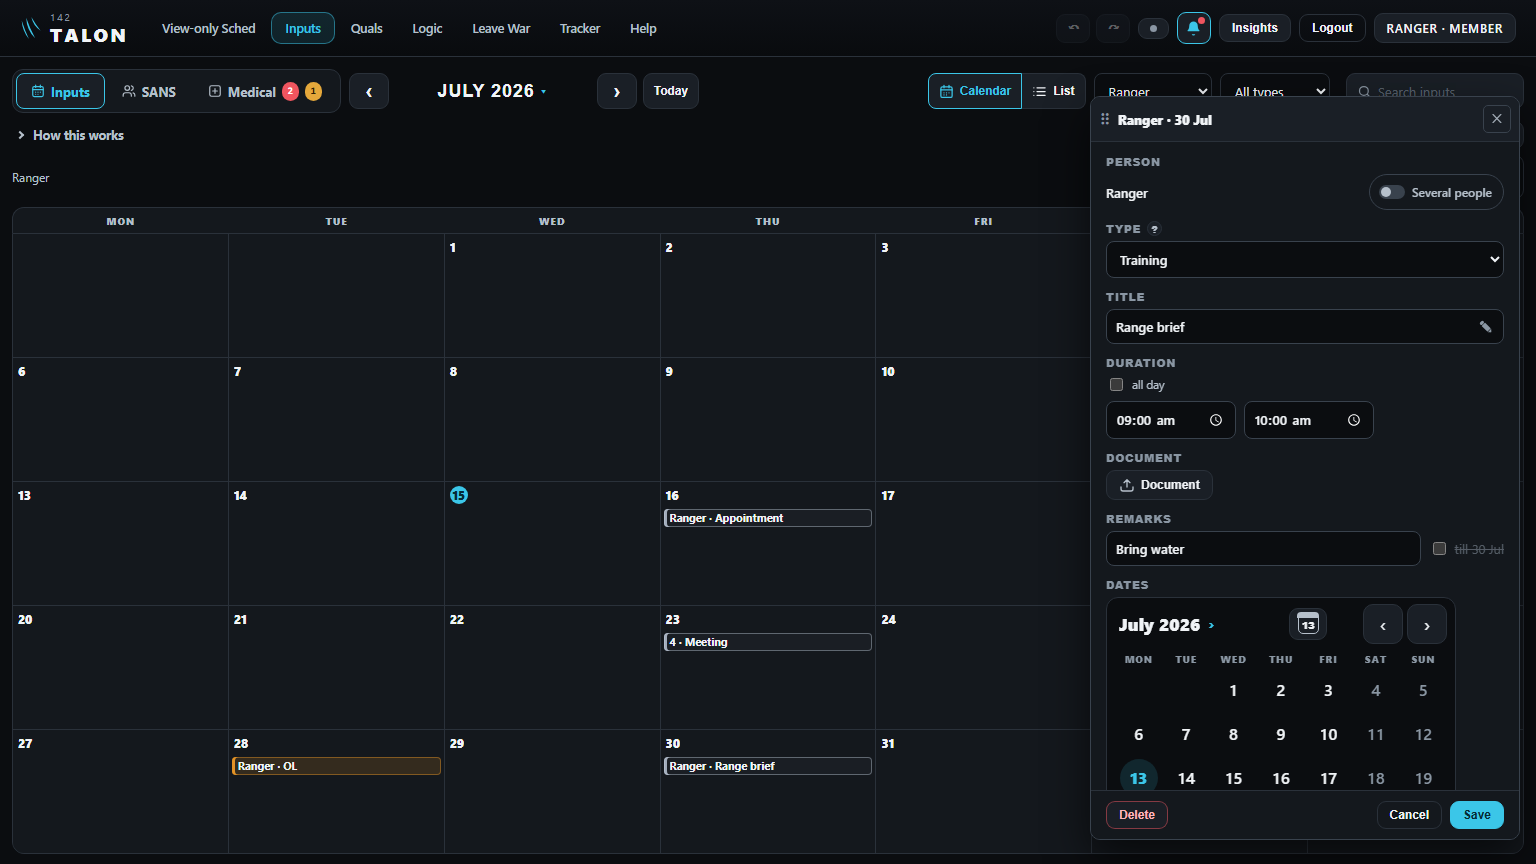 142
TALON
View-only Sched
Inputs
Quals
Logic
Leave War
Tracker
Help
Insights
Logout
RANGER · MEMBER
Inputs
SANS
Medical 2 1
‹
JULY 2026
›
Today
Calendar
List
Ranger
All types
Search inputs
How this works
Ranger
MON TUE WED THU FRI
1 2 3
6 7 8 9 10
13 14 15 16 17
Ranger · Appointment
20 21 22 23 24
4 · Meeting
27 28 29 30 31
Ranger · OL
Ranger · Range brief
Ranger · 30 Jul
PERSON
Ranger
Several people
TYPE ?
Training
TITLE
Range brief
DURATION
all day
09:00 am
10:00 am
DOCUMENT
Document
REMARKS
Bring water
till 30 Jul
DATES
July 2026 ›
13
‹ ›
MON TUE WED THU FRI SAT SUN
1 2 3 4 5
6 7 8 9 10 11 12
13 14 15 16 17 18 19
Delete
Cancel
Save